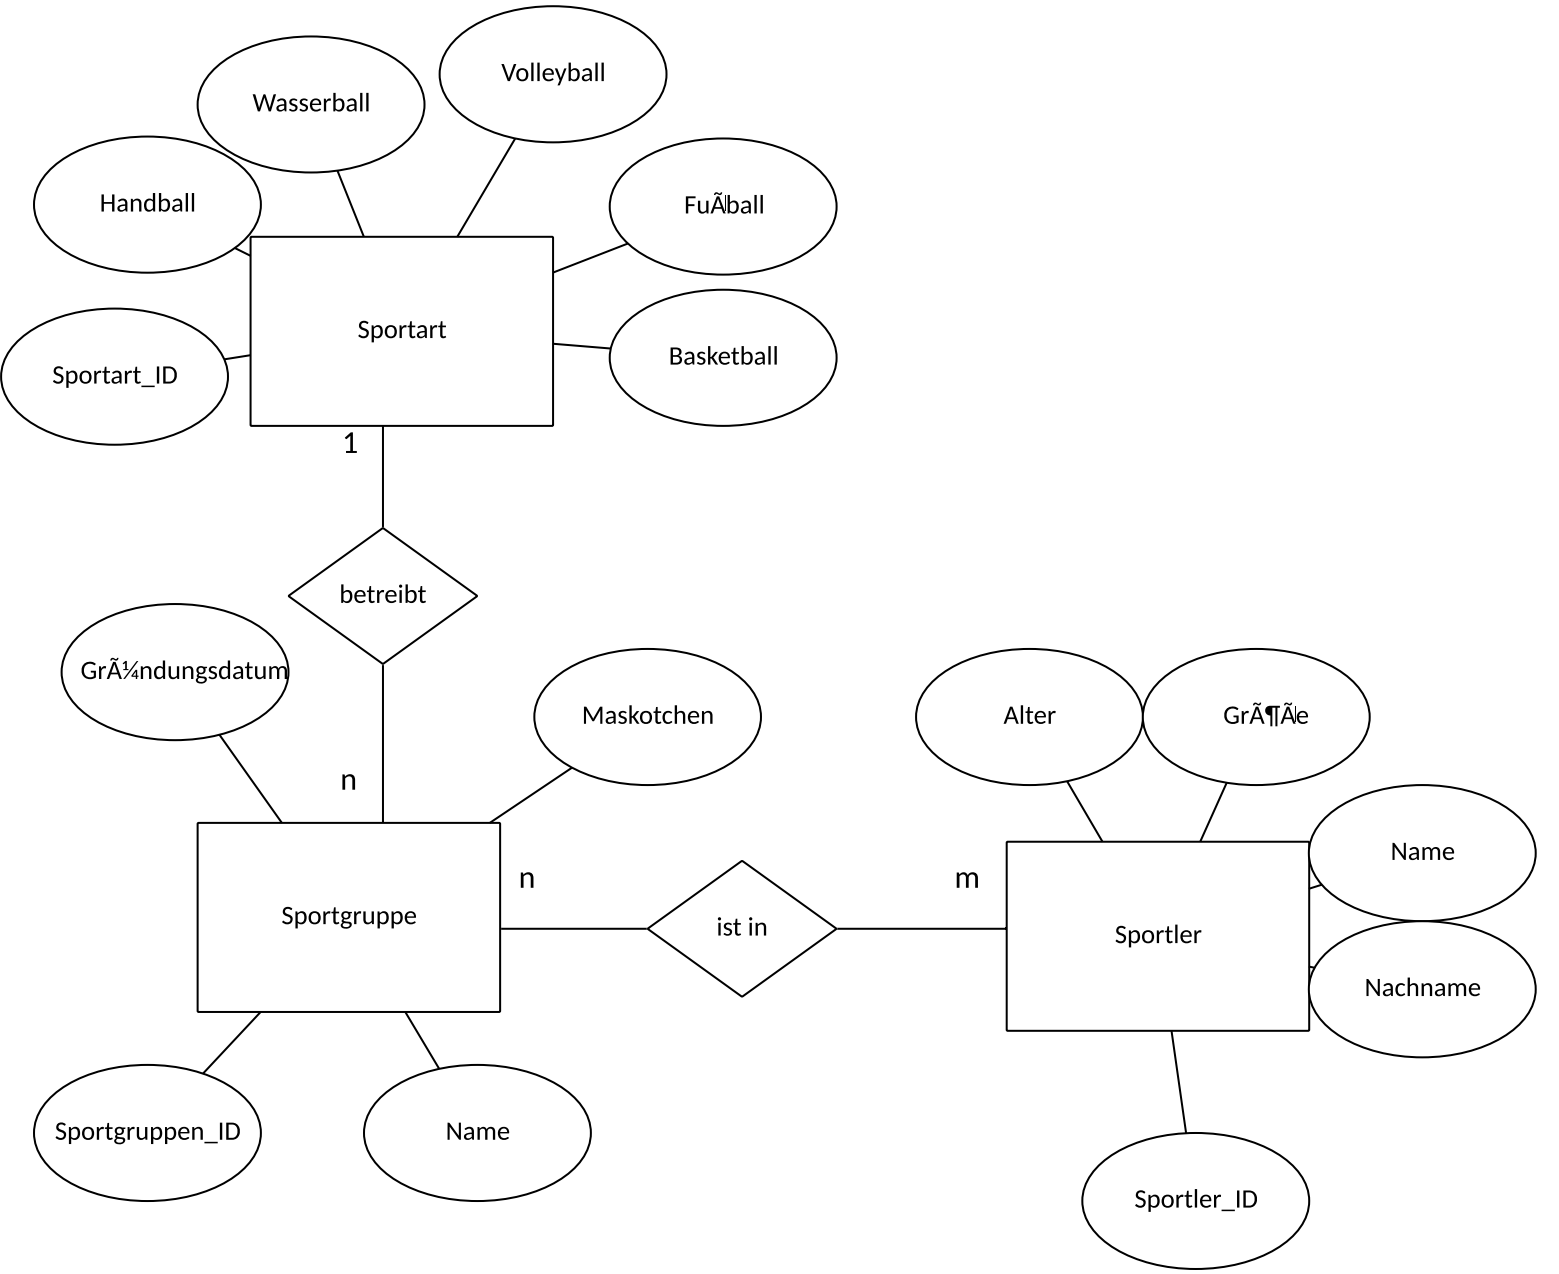 Volleyball
Wasserball
Handball
FuÃball
Sportart
Basketball
Sportart_ID
1
betreibt
GrÃ¼ndungsdatum
Maskotchen
Alter
GrÃ¶Ãe
n
Name
n
m
Sportgruppe
ist in
Sportler
Nachname
Sportgruppen_ID
Name
Sportler_ID